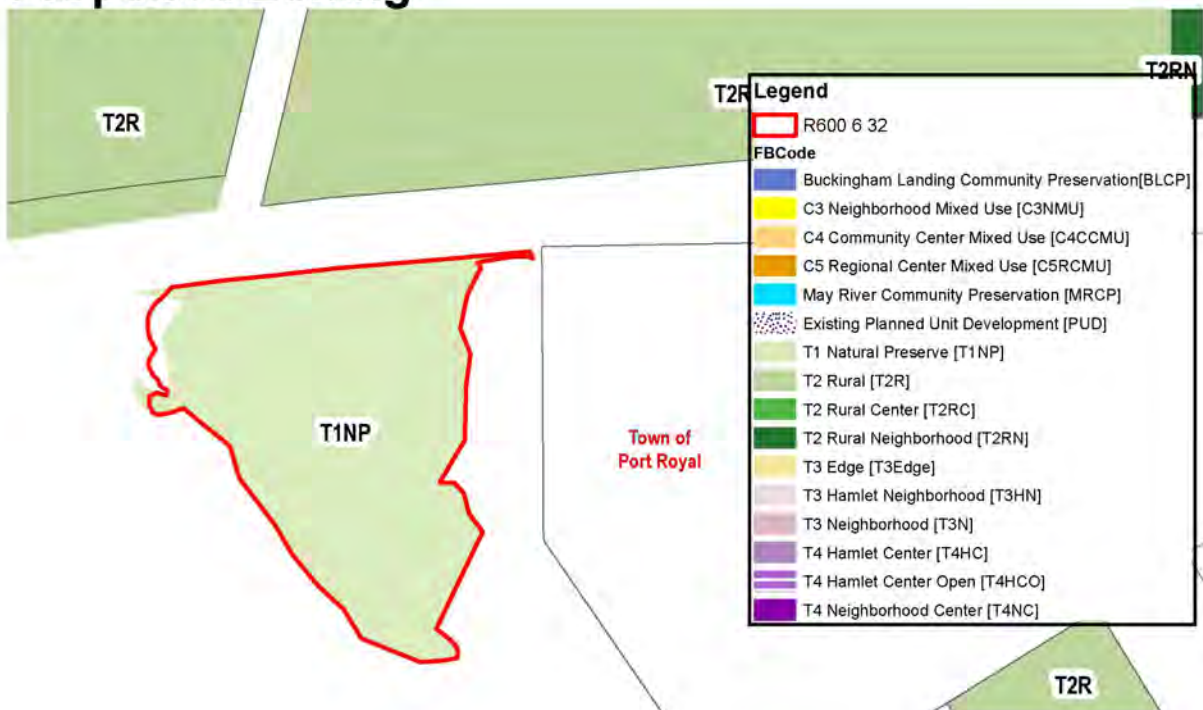 T2R
T2R
T2RN
Legend
R600 6 32
FBCode
Buckingham Landing Community Preservation[BLCP]
C3 Neighborhood Mixed Use [C3NMU]
C4 Community Center Mixed Use [C4CCMU]
C5 Regional Center Mixed Use [C5RCMU]
May River Community Preservation [MRCP]
Existing Planned Unit Development [PUD]
T1 Natural Preserve [T1NP]
T2 Rural [T2R]
T2 Rural Center [T2RC]
T2 Rural Neighborhood [T2RN]
T3 Edge [T3Edge]
T3 Hamlet Neighborhood [T3HN]
T3 Neighborhood [T3N]
T4 Hamlet Center [T4HC]
T4 Hamlet Center Open [T4HCO]
T4 Neighborhood Center [T4NC]
T1NP
Town of
Port Royal
T2R